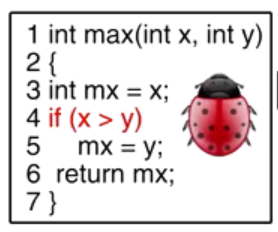 1 int max(int x, int y)
2 {
3 int mx = x;
4 if (x > y)
5 mx = y;
6 return mx;
7 }